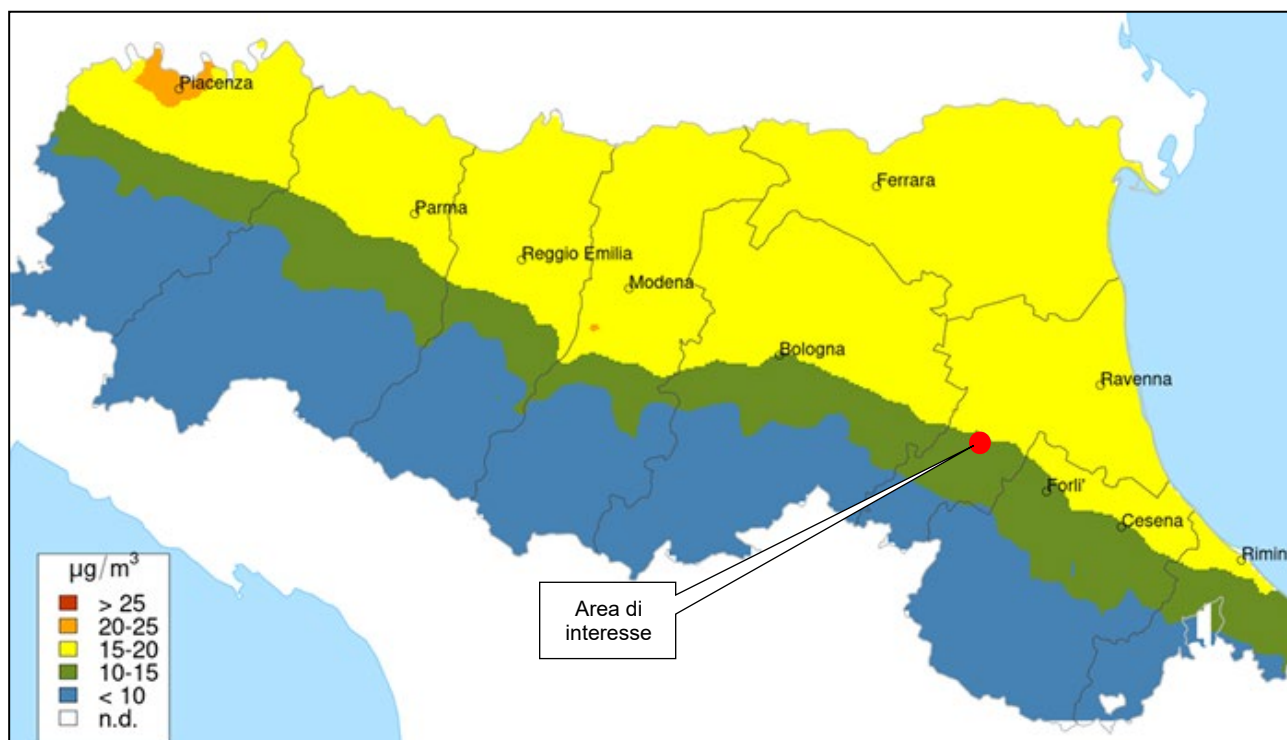 Piacenza
Parma
Reggio Emilia
Modena
Ferrara
Bologna
Ravenna
Forli'
Cesena
Rimin
Area di
interesse
µg/m³
> 25
20-25
15-20
10-15
< 10
n.d.